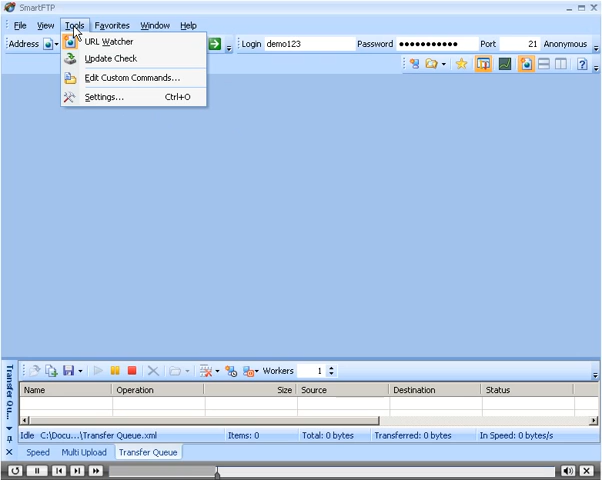 SmartFTP
File View Tools Favorites Window Help
Address Login demo123 Password ●●●●●●●●●●● Port 21 Anonymous
URL Watcher
Update Check
Edit Custom Commands...
Settings... Ctrl+O
Workers 1
Transfer Qu...
Name Operation Size Source Destination Status
Idle C:\Docu...\Transfer Queue.xml Items: 0 Total: 0 bytes Transferred: 0 bytes In Speed: 0 bytes/s
Speed Multi Upload Transfer Queue